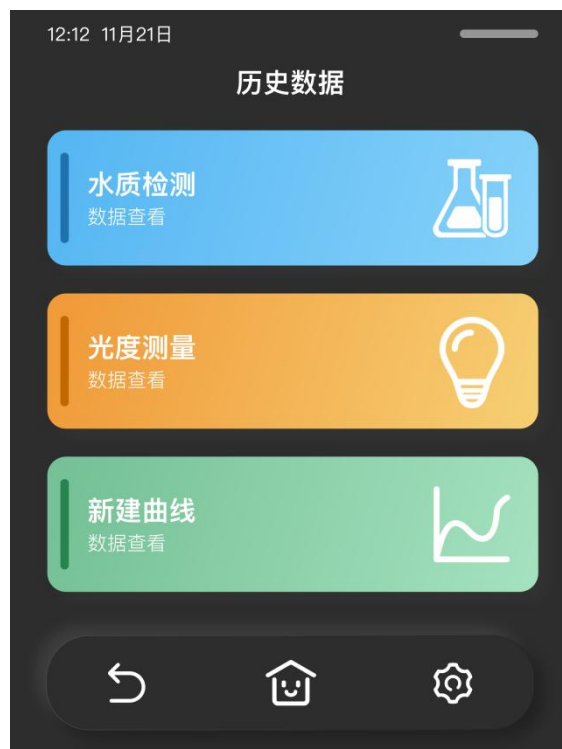 12:12 11月21日
历史数据
水质检测
数据查看
光度测量
数据查看
新建曲线
数据查看